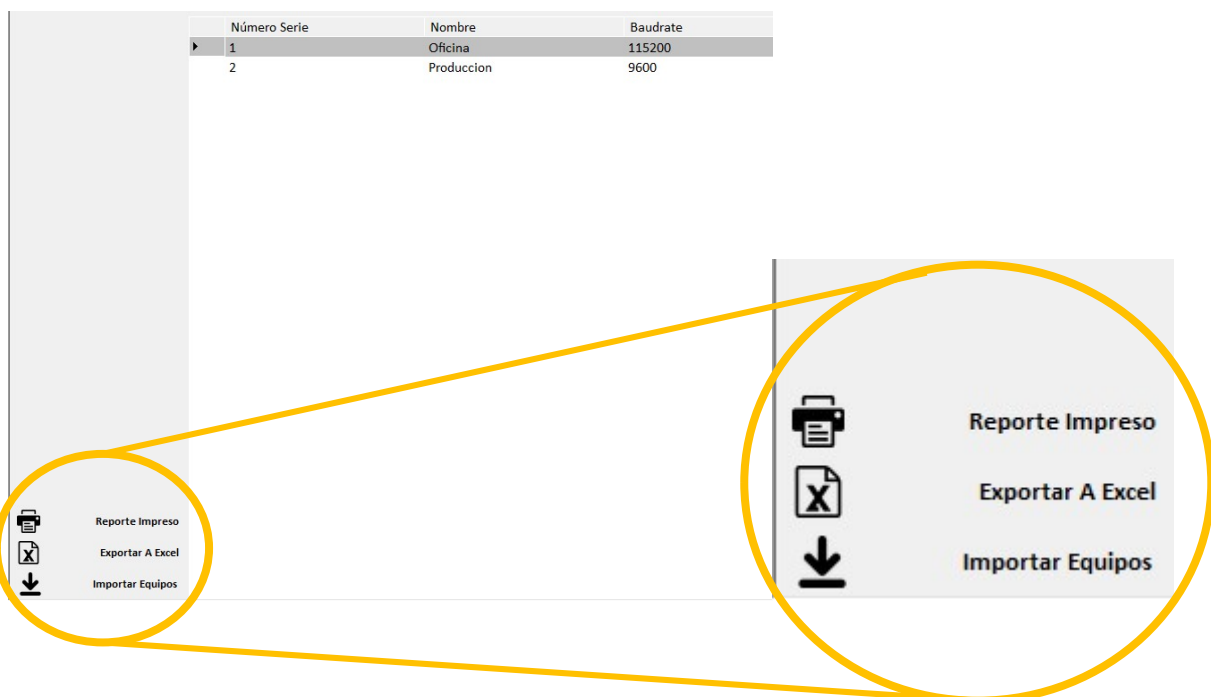 Número Serie Nombre Baudrate
1 Oficina 115200
2 Produccion 9600
Reporte Impreso
Exportar A Excel
Importar Equipos
Reporte Impreso
Exportar A Excel
Importar Equipos